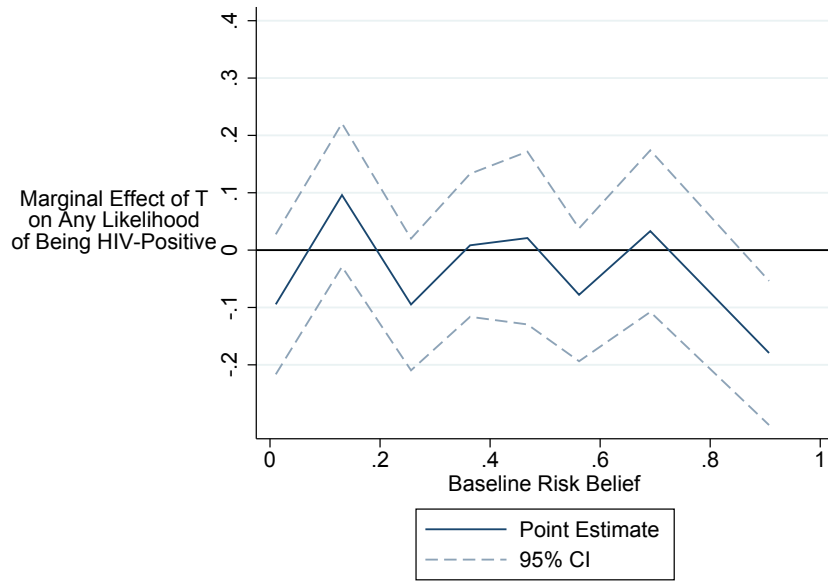 .4
.3
.2
.1
0
-.1
-.2
Marginal Effect of T
on Any Likelihood
of Being HIV-Positive
0 .2 .4 .6 .8 1
Baseline Risk Belief
Point Estimate
95% CI